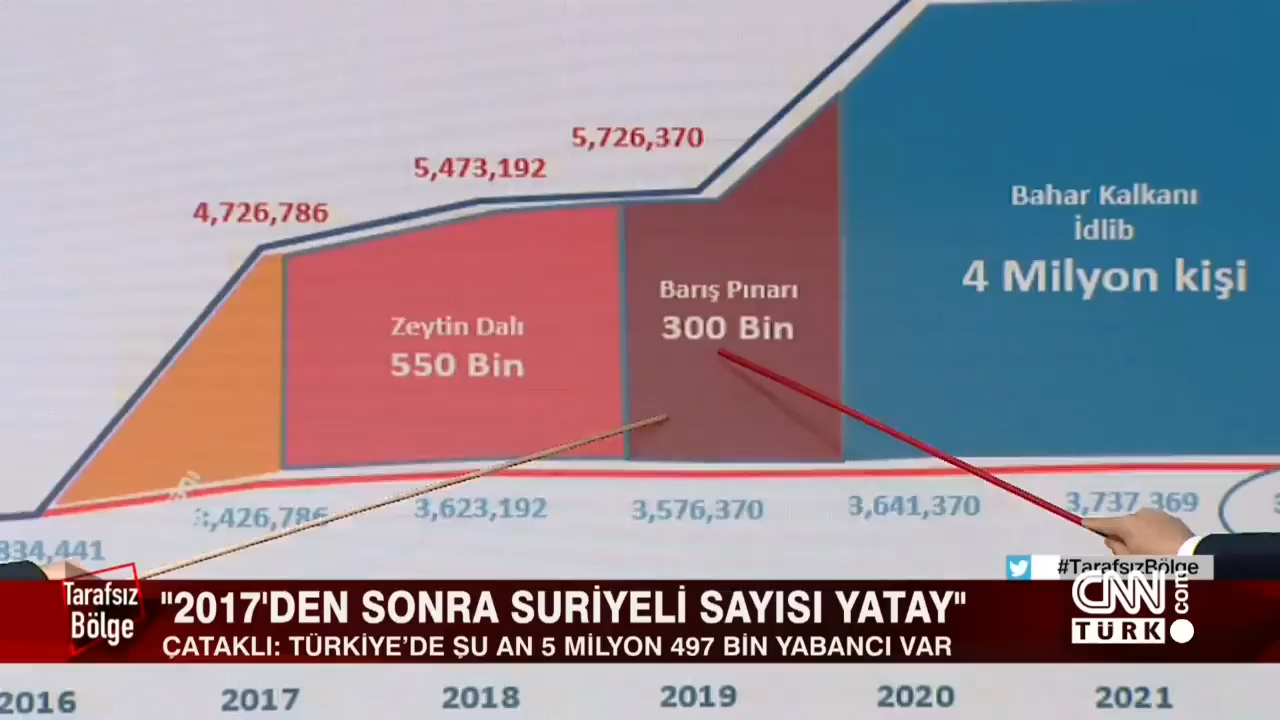 5,726,370
5,473,192
4,726,786
Bahar Kalkanı
İdlib
4 Milyon kişi
Barış Pınarı
300 Bin
Zeytin Dalı
550 Bin
3,426,786
3,623,192
3,576,370
3,641,370
3,737,369
834,441
#TarafsızBölge
Tarafsız
Bölge
"2017'DEN SONRA SURİYELİ SAYISI YATAY"
ÇATAKLI: TÜRKİYE'DE ŞU AN 5 MİLYON 497 BİN YABANCI VAR
CNN
TÜRK
.com
2016
2017
2018
2019
2020
2021